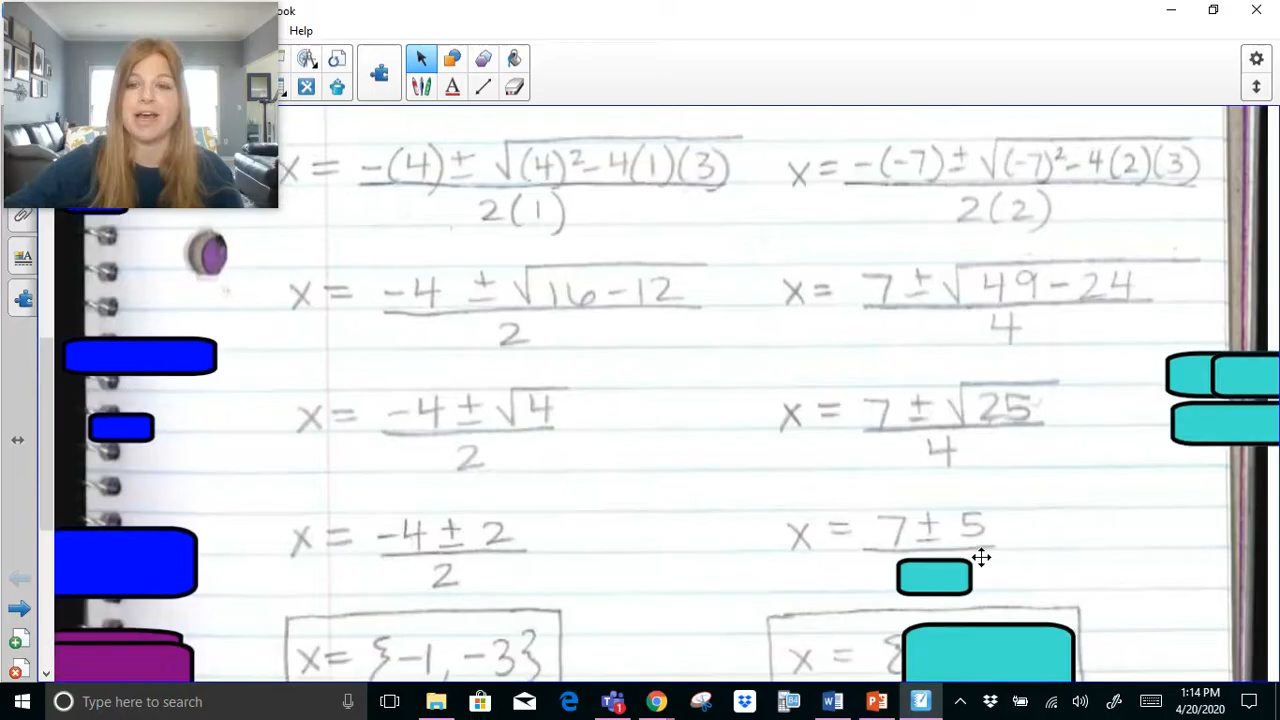 ook
Help
x = -(4) ± √(4)²-4(1)(3)
2(1)
x = -4 ± √16-12
2
x = -4 ± √4
2
x = -4 ± 2
2
x = {-1, -3}
x = -(-7) ± √(-7)²-4(2)(3)
2(2)
x = 7 ± √49-24
4
x = 7 ± √25
4
x = 7 ± 5
x = {
Type here to search
1:14 PM
4/20/2020